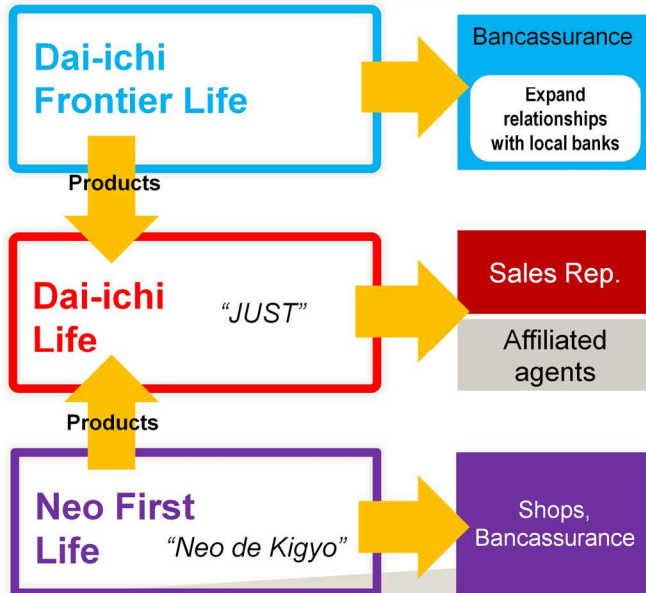 Dai-ichi
Frontier Life
Bancassurance
Expand
relationships
with local banks
Products
Dai-ichi
Life
“JUST”
Sales Rep.
Affiliated
agents
Products
Neo First
Life
“Neo de Kigyo”
Shops,
Bancassurance